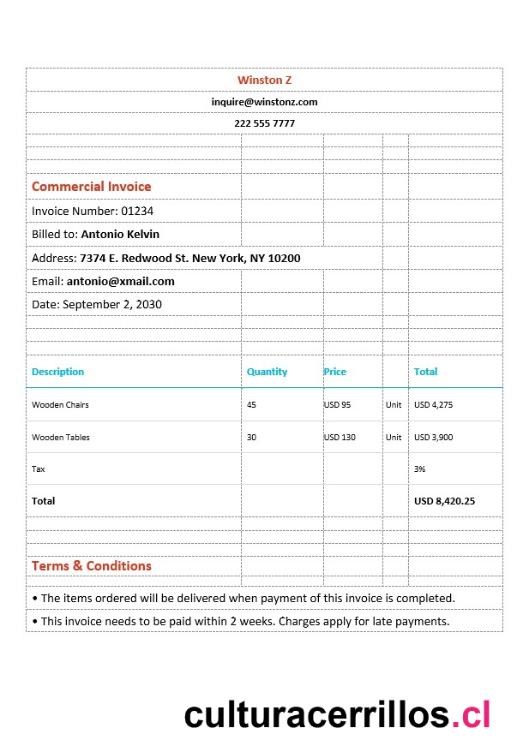 Winston Z
inquire@winstonz.com
222 555 7777
Commercial Invoice
Invoice Number: 01234
Billed to: Antonio Kelvin
Address: 7374 E. Redwood St. New York, NY 10200
Email: antonio@xmail.com
Date: September 2, 2030
Description Quantity Price Total
Wooden Chairs 45 USD 95 Unit USD 4,275
Wooden Tables 30 USD 130 Unit USD 3,900
Tax 3%
Total USD 8,420.25
Terms & Conditions
• The items ordered will be delivered when payment of this invoice is completed.
• This invoice needs to be paid within 2 weeks. Charges apply for late payments.
culturacerrillos.cl